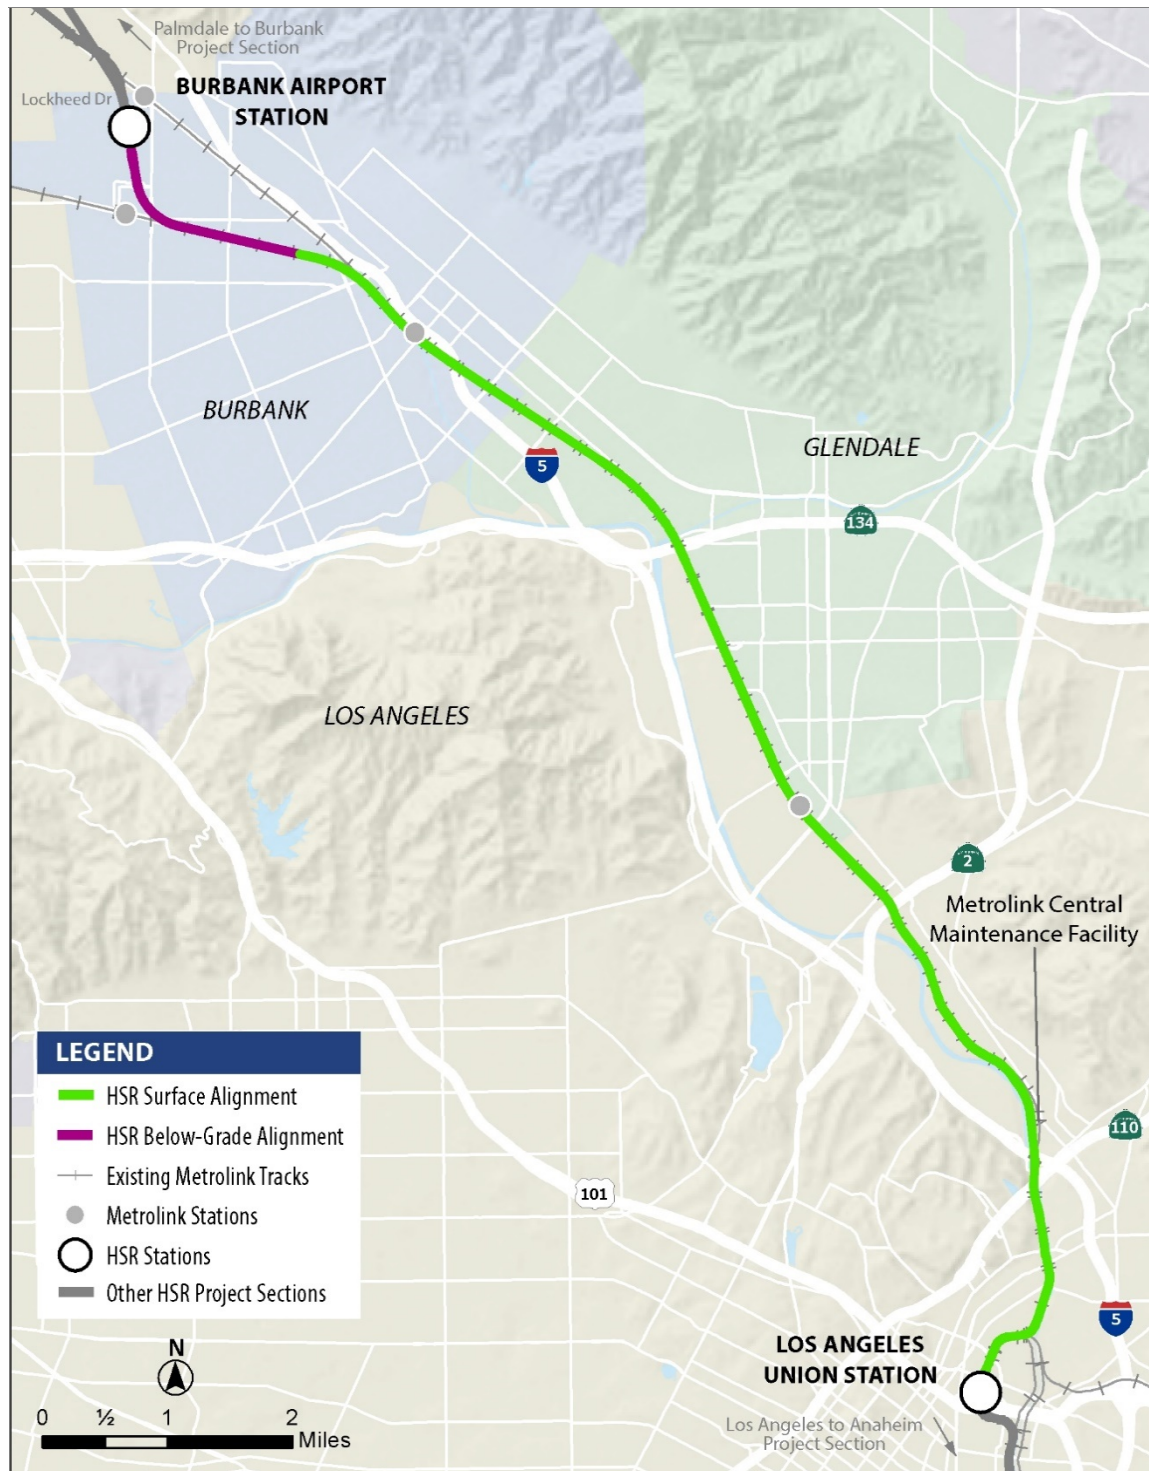 Palmdale to Burbank
Project Section
Lockheed Dr
BURBANK AIRPORT
STATION
BURBANK
GLENDALE
5
134
LOS ANGELES
2
Metrolink Central
Maintenance Facility
LEGEND
HSR Surface Alignment
HSR Below-Grade Alignment
Existing Metrolink Tracks
Metrolink Stations
HSR Stations
Other HSR Project Sections
110
101
5
LOS ANGELES
UNION STATION
Los Angeles to Anaheim
Project Section
N
0 ½ 1 2
Miles